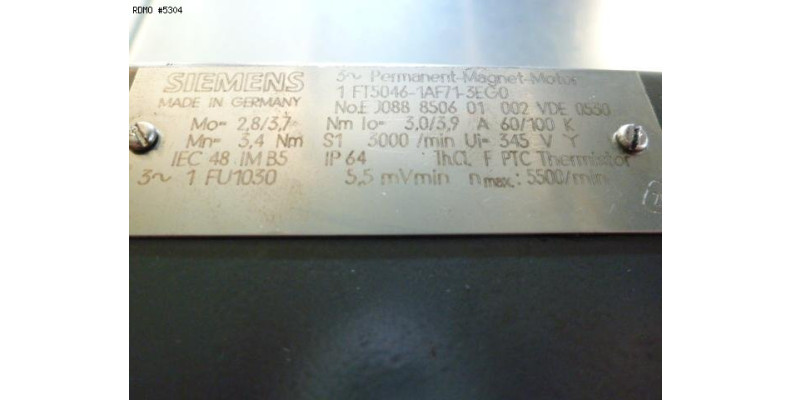 RDMO #5304
SIEMENS 3~ Permanent-Magnet-Motor
MADE IN GERMANY 1 FT5046-1AF71-3EG0
No.E J088 8506 01 002 VDE 0530
Mo= 2,8/3,7 Nm Io= 3,0/3,9 A 60/100 K
Mn= 3,4 Nm S1 3000 /min Ui= 345 V Y
IEC 48 IM B5 IP 64 Th.Cl. F PTC Thermistor
3~ 1 FU1030 5,5 mVmin nmax.: 5500/min